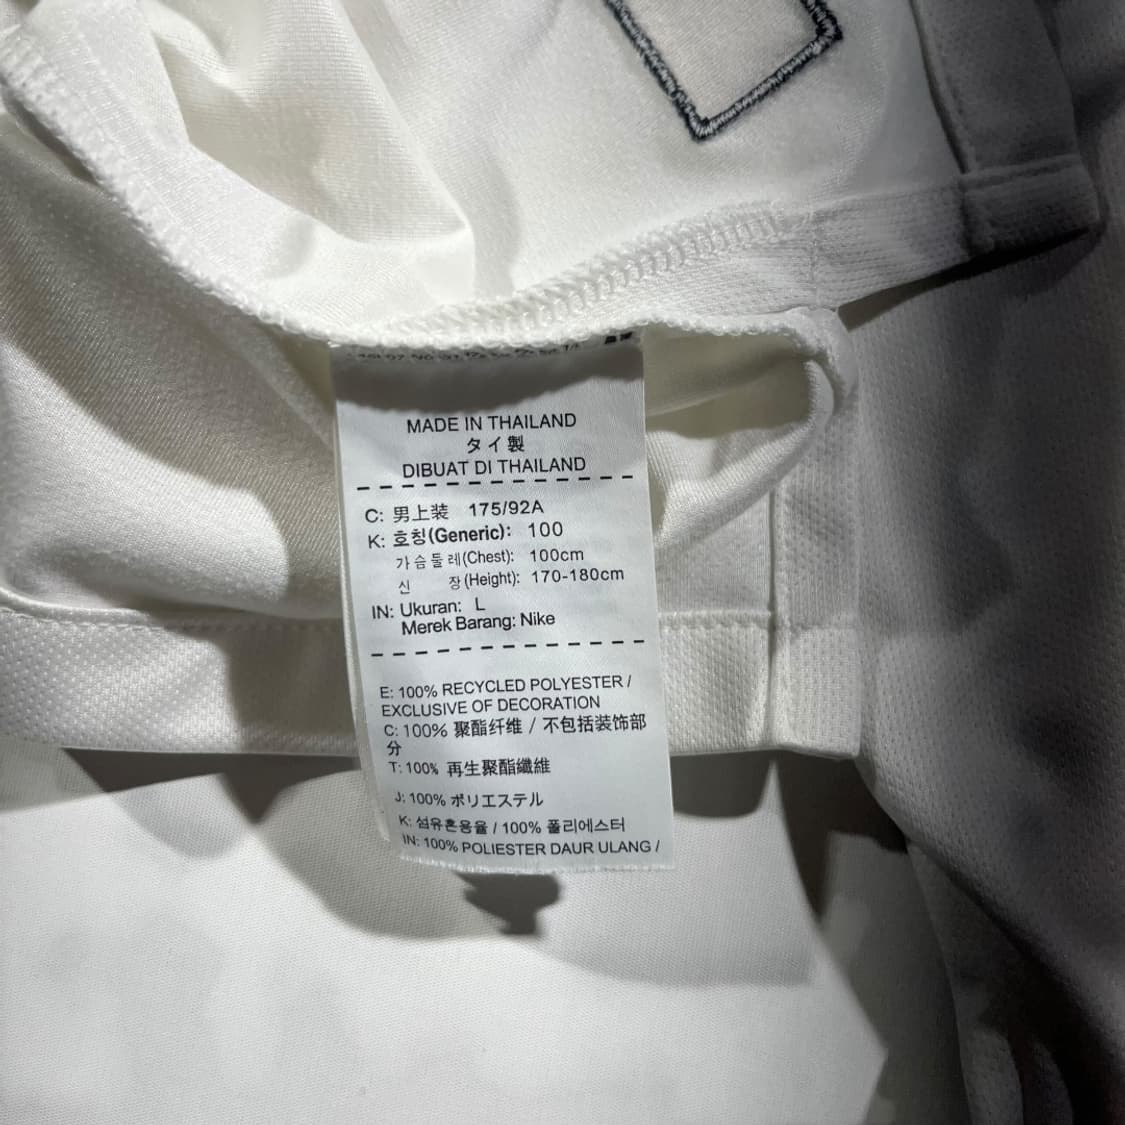 MADE IN THAILAND
タイ製
DIBUAT DI THAILAND
C: 男上装 175/92A
K: 호칭(Generic): 100
가슴둘레(Chest): 100cm
신 장(Height): 170-180cm
IN: Ukuran: L
Merek Barang: Nike
E: 100% RECYCLED POLYESTER /
EXCLUSIVE OF DECORATION
C: 100% 聚酯纤维 / 不包括装饰部
分
T: 100% 再生聚酯纖維
J: 100% ポリエステル
K: 섬유혼용율 / 100% 폴리에스터
IN: 100% POLIESTER DAUR ULANG /